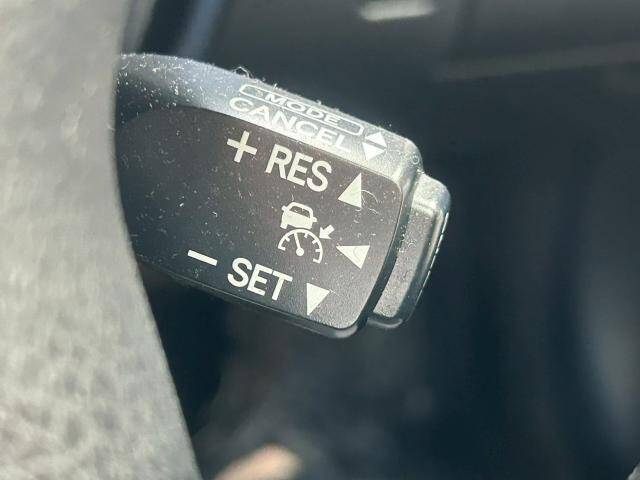 MODE
CANCEL
+ RES
- SET